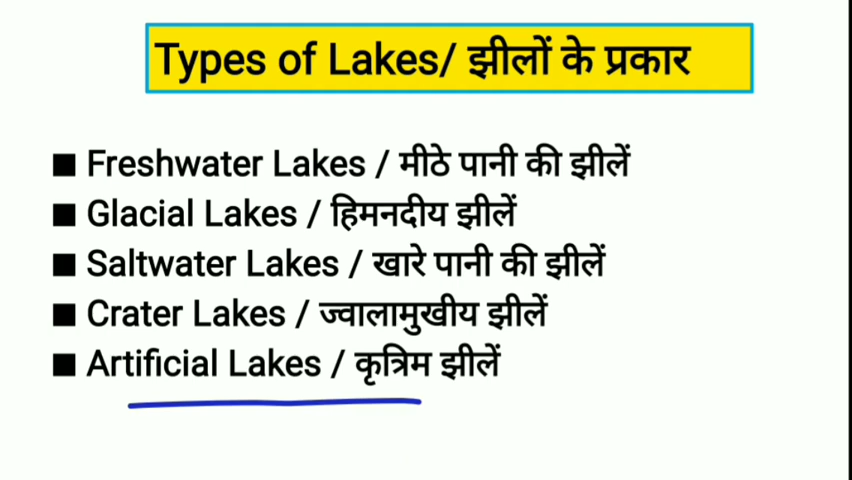 Types of Lakes/ झीलों के प्रकार
■ Freshwater Lakes / मीठे पानी की झीलें
■ Glacial Lakes / हिमनदीय झीलें
■ Saltwater Lakes / खारे पानी की झीलें
■ Crater Lakes / ज्वालामुखीय झीलें
■ Artificial Lakes / कृत्रिम झीलें